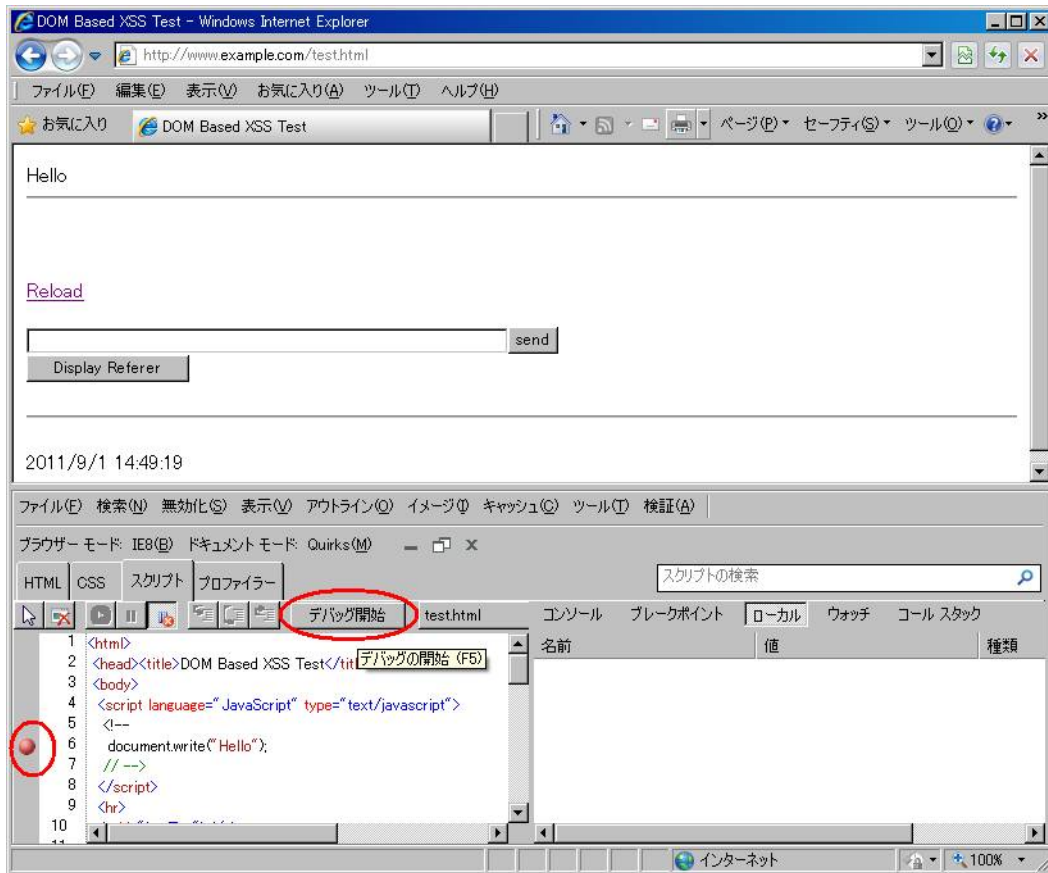 DOM Based XSS Test - Windows Internet Explorer
http://www.example.com/test.html
ファイル(F) 編集(E) 表示(V) お気に入り(A) ツール(T) ヘルプ(H)
お気に入り DOM Based XSS Test ページ(P) セーフティ(S) ツール(O) »
Hello
Reload
send
Display Referer
2011/9/1 14:49:19
ファイル(F) 検索(N) 無効化(S) 表示(V) アウトライン(O) イメージ(I) キャッシュ(C) ツール(T) 検証(A)
ブラウザー モード: IE8(B) ドキュメント モード: Quirks(M)
HTML CSS スクリプト プロファイラー スクリプトの検索
デバッグ開始 test.html コンソール ブレークポイント ローカル ウォッチ コール スタック
名前 値 種類
1 <html>
2 <head><title>DOM Based XSS Test</tit
デバッグの開始 (F5)
3 <body>
4 <script language="JavaScript" type="text/javascript">
5 <!--
6 document.write("Hello");
7 // -->
8 </script>
9 <hr>
10
インターネット 100%